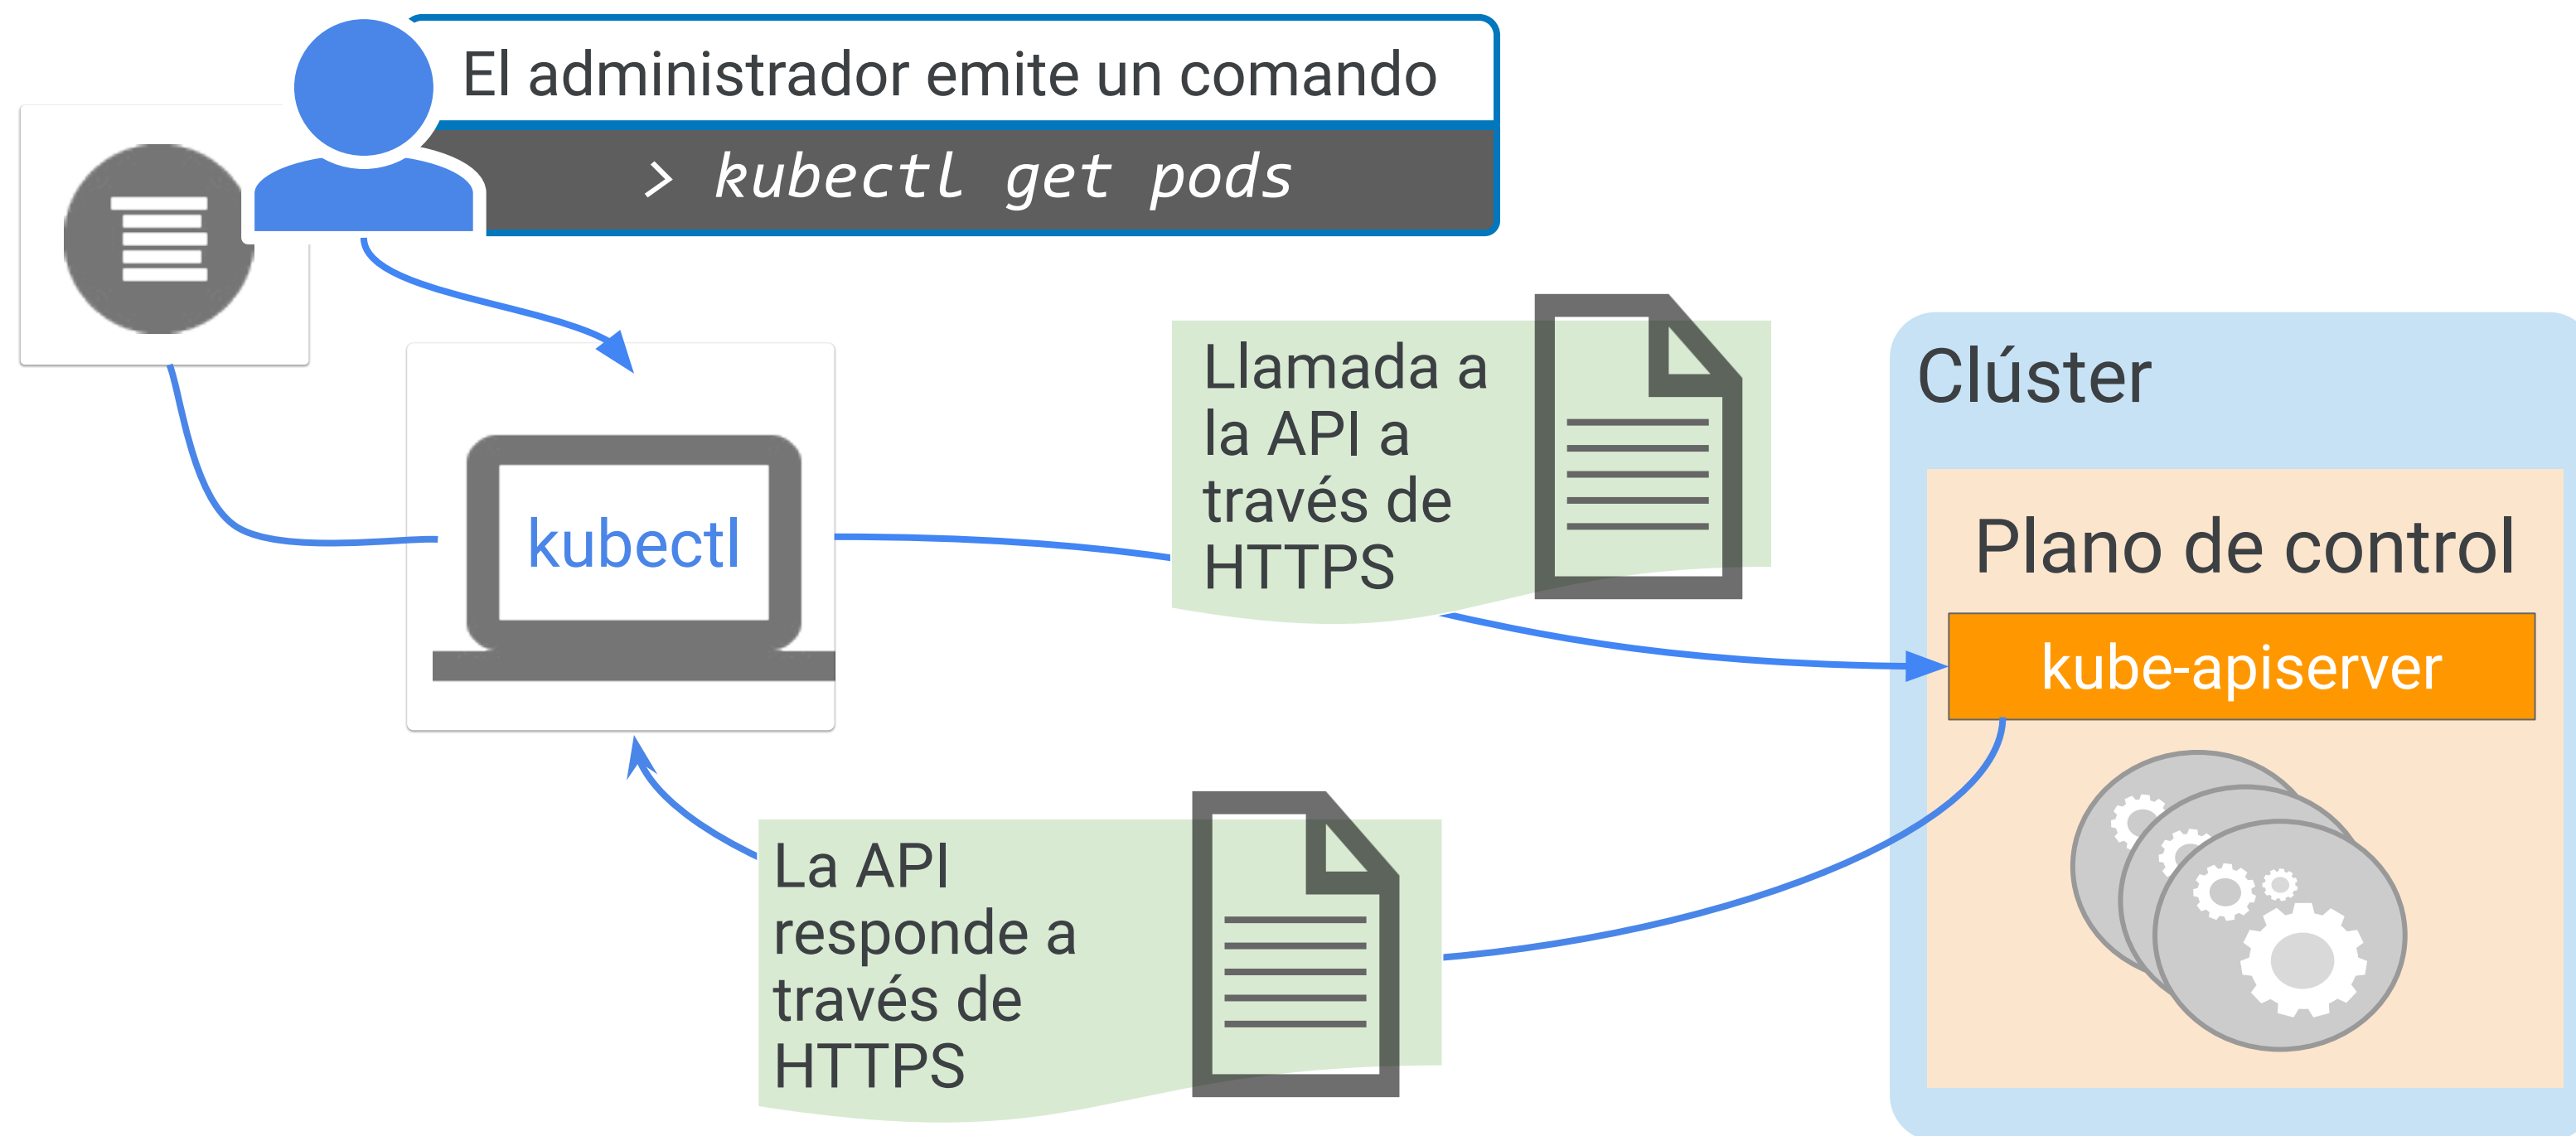 El administrador emite un comando
> kubectl get pods
Llamada a
la API a
través de
HTTPS
Clúster
Plano de control
kubectl
kube-apiserver
La API
responde a
través de
HTTPS